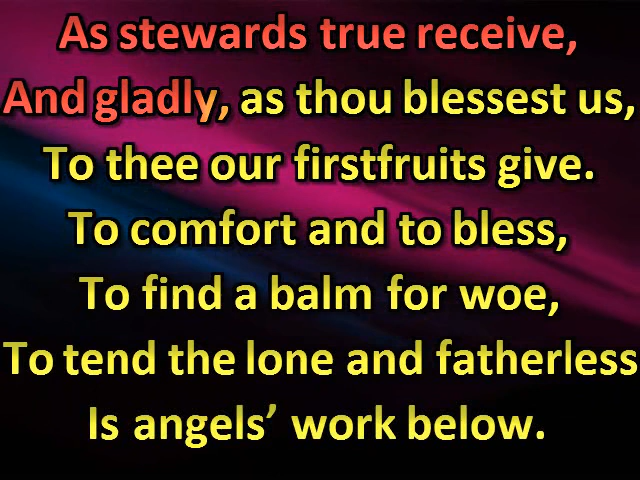 As stewards true receive,
And gladly, as thou blessest us,
To thee our firstfruits give.
To comfort and to bless,
To find a balm for woe,
To tend the lone and fatherless
Is angels’ work below.